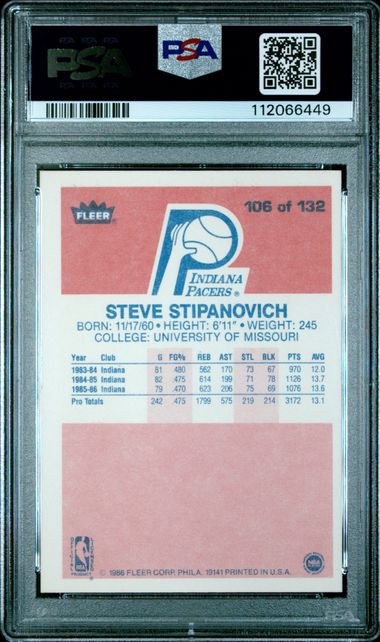 PSA
PSA
112066449
FLEER
106 of 132
INDIANA
PACERS ®
STEVE STIPANOVICH
BORN: 11/17/60 • HEIGHT: 6'11" • WEIGHT: 245
COLLEGE: UNIVERSITY OF MISSOURI
Year Club G FG% REB AST STL BLK PTS AVG
1983-84 Indiana 81 .480 562 170 73 67 970 12.0
1984-85 Indiana 82 .475 614 199 71 78 1126 13.7
1985-86 Indiana 79 .470 623 206 75 69 1076 13.6
Pro Totals 242 .475 1799 575 219 214 3172 13.1
© 1986 FLEER CORP. PHILA. 19141 PRINTED IN U.S.A.